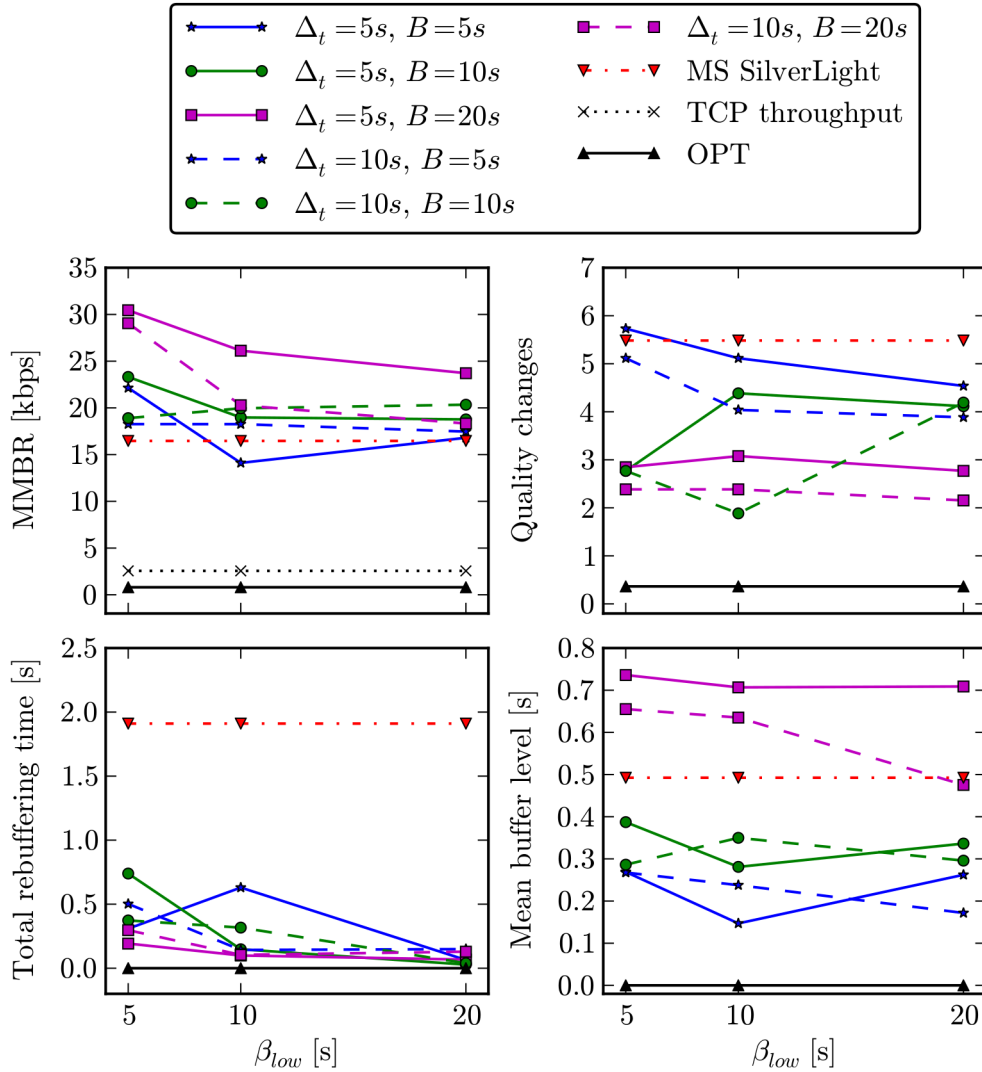 Δt=5s, B=5s
Δt=5s, B=10s
Δt=5s, B=20s
Δt=10s, B=5s
Δt=10s, B=10s
Δt=10s, B=20s
MS SilverLight
TCP throughput
OPT
MMBR [kbps]
35
30
25
20
15
10
5
0
Quality changes
7
6
5
4
3
2
1
0
Total rebuffering time [s]
2.5
2.0
1.5
1.0
0.5
0.0
5 10 20
βlow [s]
Mean buffer level [s]
0.8
0.7
0.6
0.5
0.4
0.3
0.2
0.1
0.0
5 10 20
βlow [s]